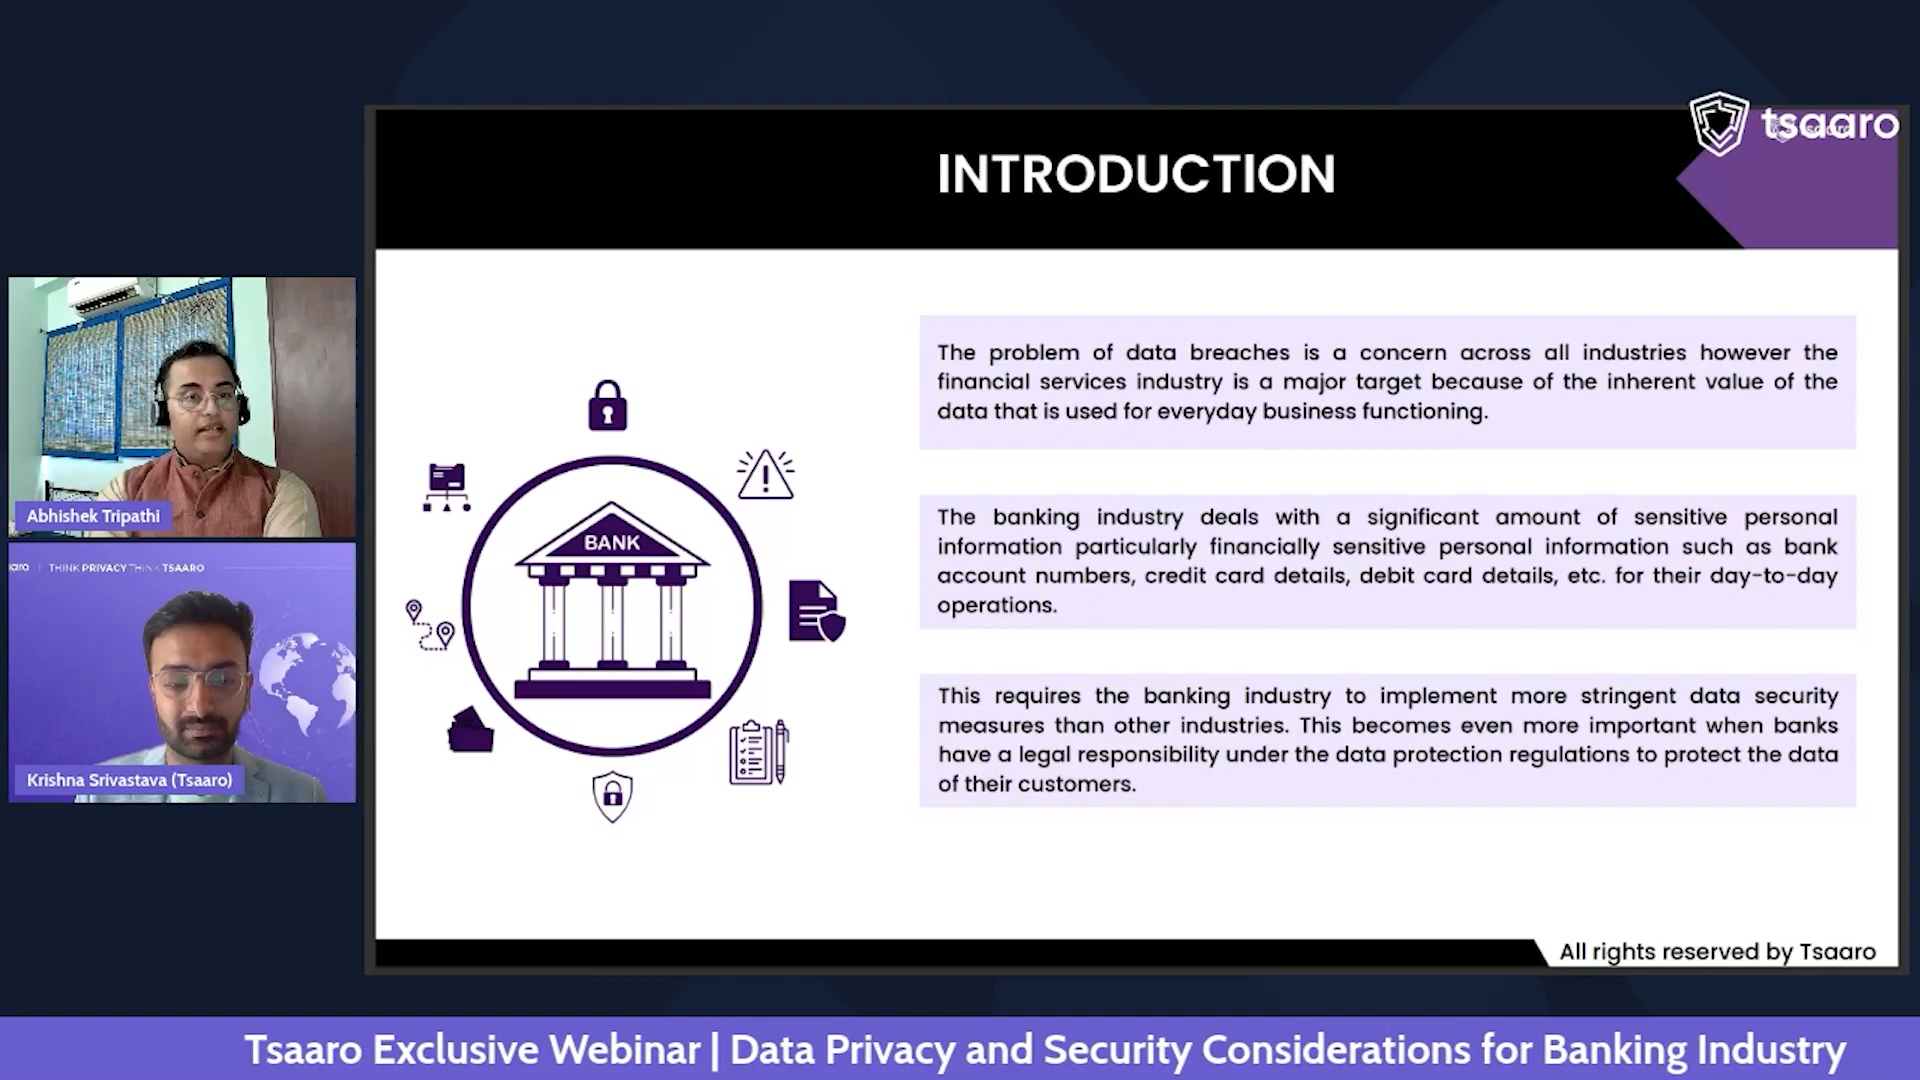 tsaaro
INTRODUCTION
The problem of data breaches is a concern across all industries however the
financial services industry is a major target because of the inherent value of the
data that is used for everyday business functioning.
BANK
The banking industry deals with a significant amount of sensitive personal
information particularly financially sensitive personal information such as bank
account numbers, credit card details, debit card details, etc. for their day-to-day
operations.
This requires the banking industry to implement more stringent data security
measures than other industries. This becomes even more important when banks
have a legal responsibility under the data protection regulations to protect the data
of their customers.
Abhishek Tripathi
aro | THINK PRIVACY THINK TSAARO
Krishna Srivastava (Tsaaro)
All rights reserved by Tsaaro
Tsaaro Exclusive Webinar | Data Privacy and Security Considerations for Banking Industry